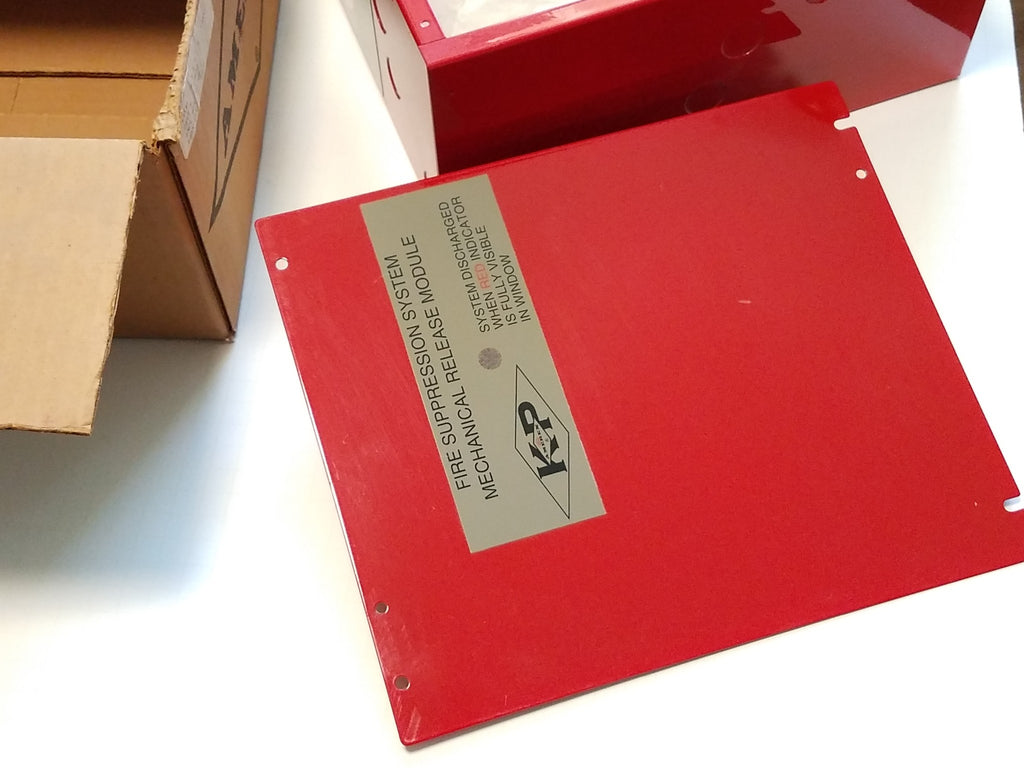 FIRE SUPPRESSION SYSTEM
MECHANICAL RELEASE MODULE
SYSTEM DISCHARGED
WHEN RED INDICATOR
IS FULLY VISIBLE
IN WINDOW
K P